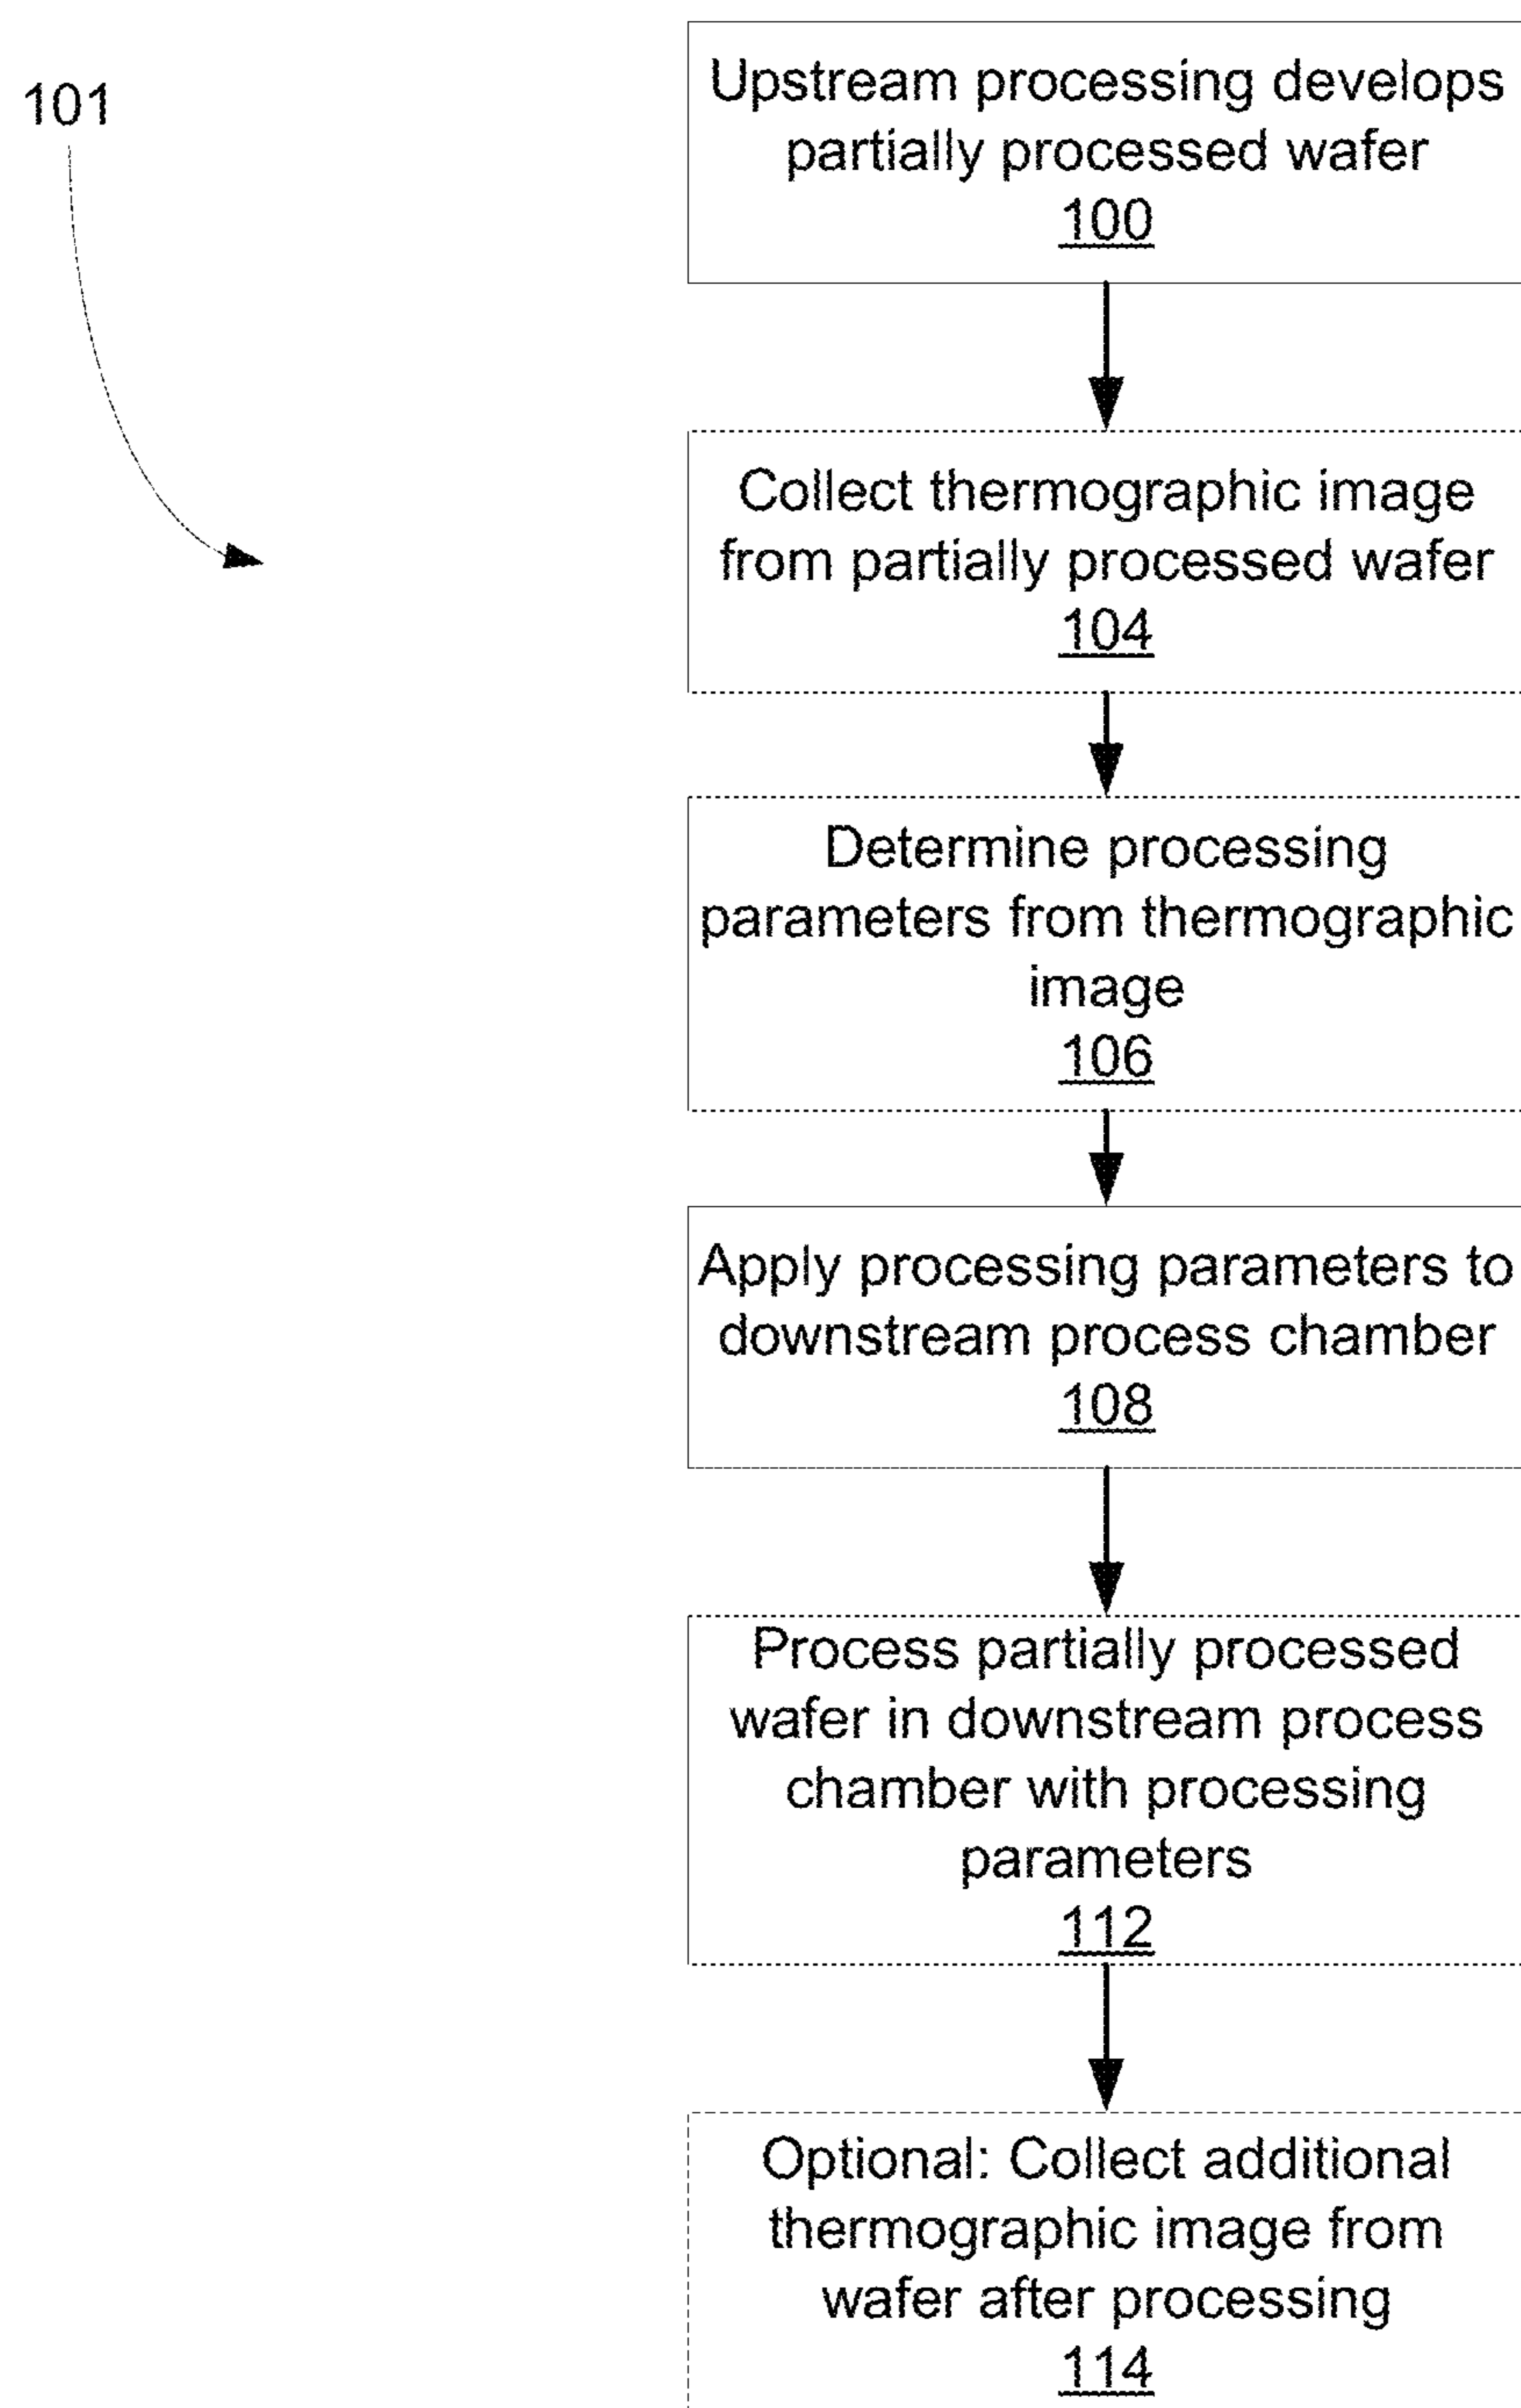 101
Upstream processing develops
partially processed wafer
100
Collect thermographic image
from partially processed wafer
104
Determine processing
parameters from thermographic
image
106
Apply processing parameters to
downstream process chamber
108
Process partially processed
wafer in downstream process
chamber with processing
parameters
112
Optional: Collect additional
thermographic image from
wafer after processing
114